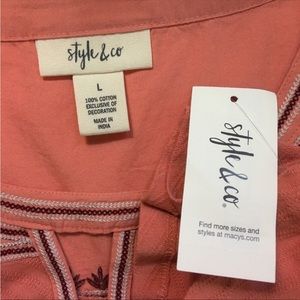 style & co
L
100% COTTON
EXCLUSIVE OF
DECORATION
MADE IN
INDIA
style & co®
Find more sizes and
styles at macys.com